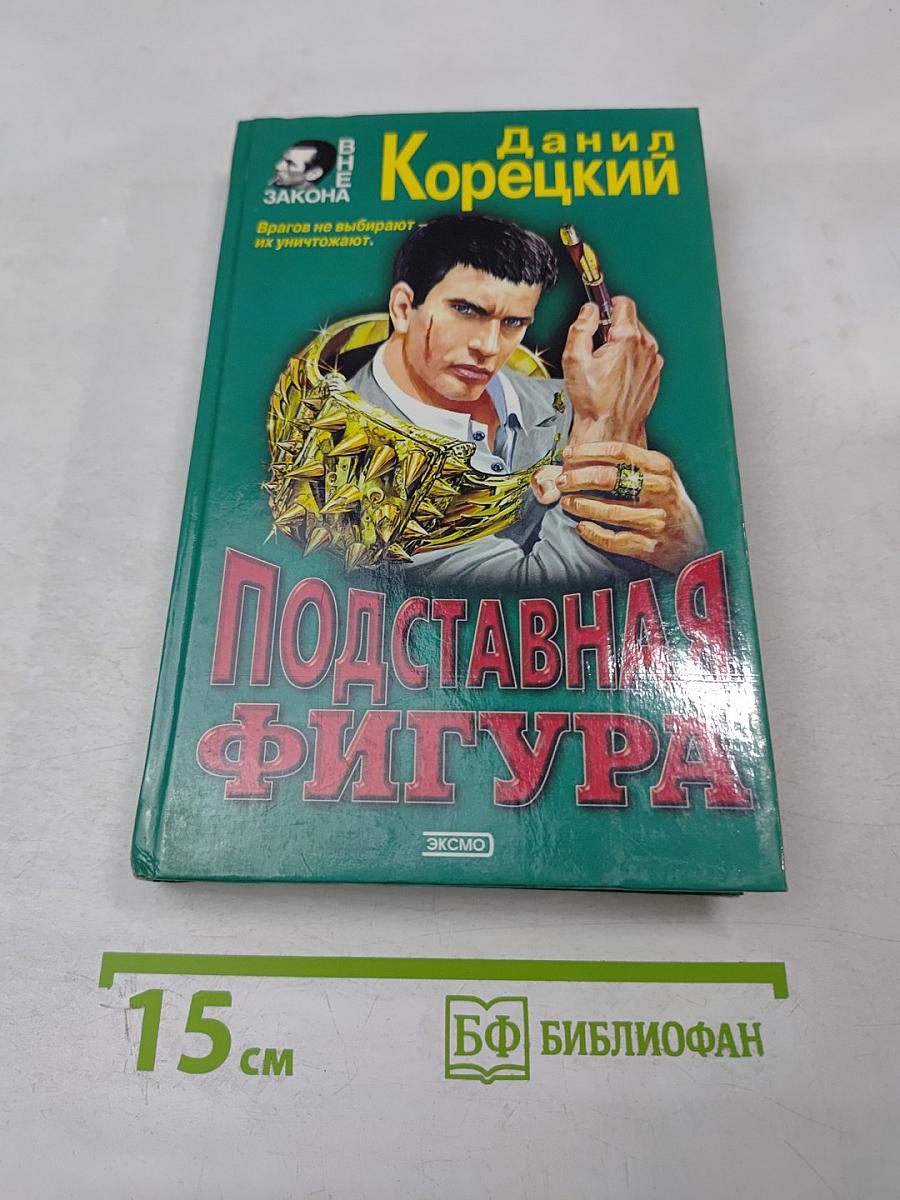 ВНЕ
ЗАКОНА
Данил
Корецкий
Врагов не выбирают –
их уничтожают.
ПОДСТАВНАЯ
ФИГУРА
ЭКСМО
15 см
БФ БИБЛИОФАН